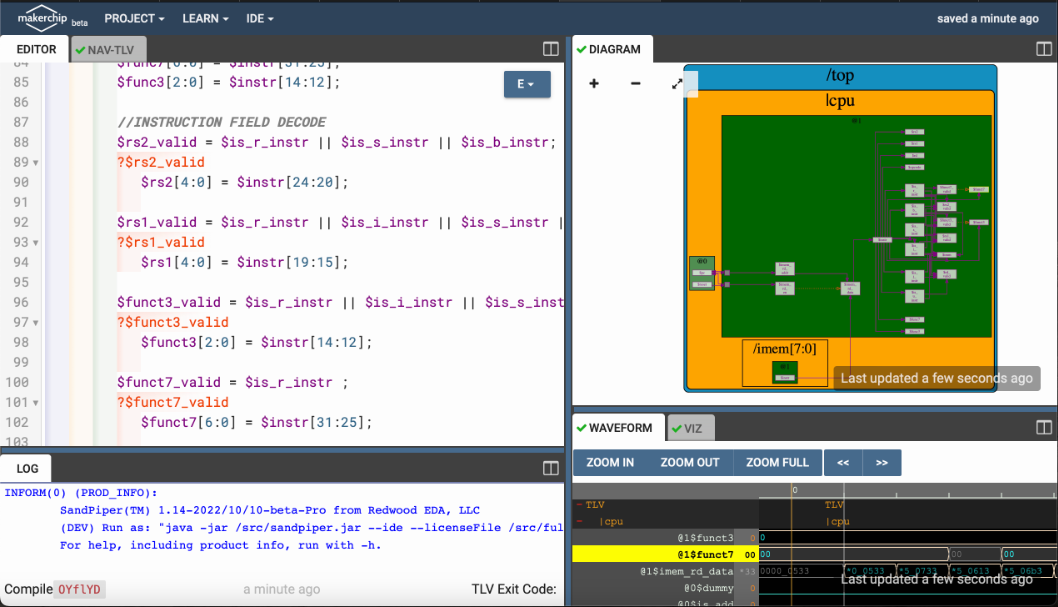 makerchip beta PROJECT LEARN IDE saved a minute ago
EDITOR NAV-TLV
84 $func7[6:0] = $instr[31:25];
85 $func3[2:0] = $instr[14:12];
86
87 //INSTRUCTION FIELD DECODE
88 $rs2_valid = $is_r_instr || $is_s_instr || $is_b_instr;
89 ?$rs2_valid
90 $rs2[4:0] = $instr[24:20];
91
92 $rs1_valid = $is_r_instr || $is_i_instr || $is_s_instr |
93 ?$rs1_valid
94 $rs1[4:0] = $instr[19:15];
95
96 $funct3_valid = $is_r_instr || $is_i_instr || $is_s_inst
97 ?$funct3_valid
98 $funct3[2:0] = $instr[14:12];
99
100 $funct7_valid = $is_r_instr ;
101 ?$funct7_valid
102 $funct7[6:0] = $instr[31:25];
103
E
LOG
INFORM(0) (PROD_INFO):
SandPiper(TM) 1.14-2022/10/10-beta-Pro from Redwood EDA, LLC
(DEV) Run as: "java -jar /src/sandpiper.jar --ide --licenseFile /src/ful
For help, including product info, run with -h.
Compile OYflYD a minute ago TLV Exit Code:
DIAGRAM
+ −
/top
|cpu
@1
@0
/imem[7:0]
@1
Last updated a few seconds ago
WAVEFORM VIZ
ZOOM IN ZOOM OUT ZOOM FULL << >>
0
TLV TLV
|cpu |cpu
@1$funct3 0 0
@1$funct7 00 00 00 00
@1$imem_rd_data *33 0000_0533 *0_0533 *5_0733 *5_0613 *5_06b3
Last updated a few seconds ago
@0$dummy 0
@0$is_add 0